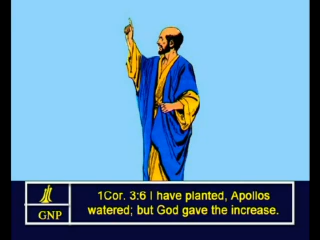 1Cor. 3:6 I have planted, Apollos
watered; but God gave the increase.
GNP